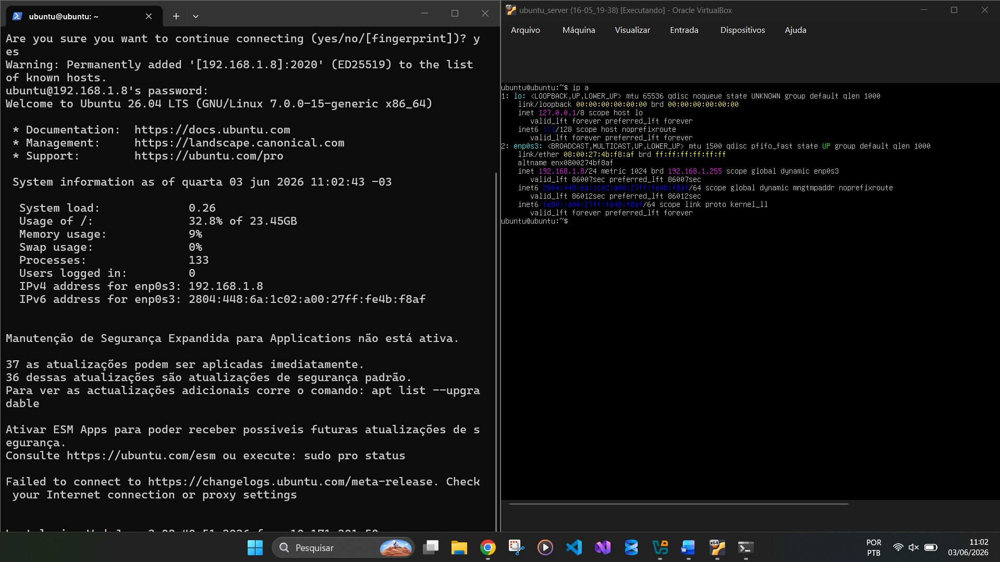 ubuntu@ubuntu: ~
Are you sure you want to continue connecting (yes/no/[fingerprint])? y
es
Warning: Permanently added '[192.168.1.8]:2020' (ED25519) to the list
of known hosts.
ubuntu@192.168.1.8's password:
Welcome to Ubuntu 26.04 LTS (GNU/Linux 7.0.0-15-generic x86_64)
* Documentation:  https://docs.ubuntu.com
* Management:     https://landscape.canonical.com
* Support:        https://ubuntu.com/pro
System information as of quarta 03 jun 2026 11:02:43 -03
System load:             0.26
Usage of /:              32.8% of 23.45GB
Memory usage:            9%
Swap usage:              0%
Processes:               133
Users logged in:         0
IPv4 address for enp0s3: 192.168.1.8
IPv6 address for enp0s3: 2804:448:6a:1c02:a00:27ff:fe4b:f8af
Manutenção de Segurança Expandida para Applications não está ativa.
37 as atualizações podem ser aplicadas imediatamente.
36 dessas atualizações são atualizações de segurança padrão.
Para ver as actualizações adicionais corre o comando: apt list --upgra
dable
Ativar ESM Apps para poder receber possiveis futuras atualizações de s
egurança.
Consulte https://ubuntu.com/esm ou execute: sudo pro status
Failed to connect to https://changelogs.ubuntu.com/meta-release. Check
your Internet connection or proxy settings
ubuntu_server (16-05_19-38) [Executando] - Oracle VirtualBox
Arquivo Máquina Visualizar Entrada Dispositivos Ajuda
ubuntu@ubuntu:~$ ip a
1: lo: <LOOPBACK,UP,LOWER_UP> mtu 65536 qdisc noqueue state UNKNOWN group default qlen 1000
link/loopback 00:00:00:00:00:00 brd 00:00:00:00:00:00
inet 127.0.0.1/8 scope host lo
valid_lft forever preferred_lft forever
inet6 ::1/128 scope host noprefixroute
valid_lft forever preferred_lft forever
2: enp0s3: <BROADCAST,MULTICAST,UP,LOWER_UP> mtu 1500 qdisc pfifo_fast state UP group default qlen 1000
link/ether 08:00:27:4b:f8:af brd ff:ff:ff:ff:ff:ff
altname enx0800274bf8af
inet 192.168.1.8/24 metric 1024 brd 192.168.1.255 scope global dynamic enp0s3
valid_lft 86007sec preferred_lft 86007sec
inet6 2804:448:6a:1c02:a00:27ff:fe4b:f8af/64 scope global dynamic mngtmpaddr noprefixroute
valid_lft 86012sec preferred_lft 86012sec
inet6 fe80::a00:27ff:fe4b:f8af/64 scope link proto kernel_ll
valid_lft forever preferred_lft forever
ubuntu@ubuntu:~$
Pesquisar
POR
PTB
11:02
03/06/2026